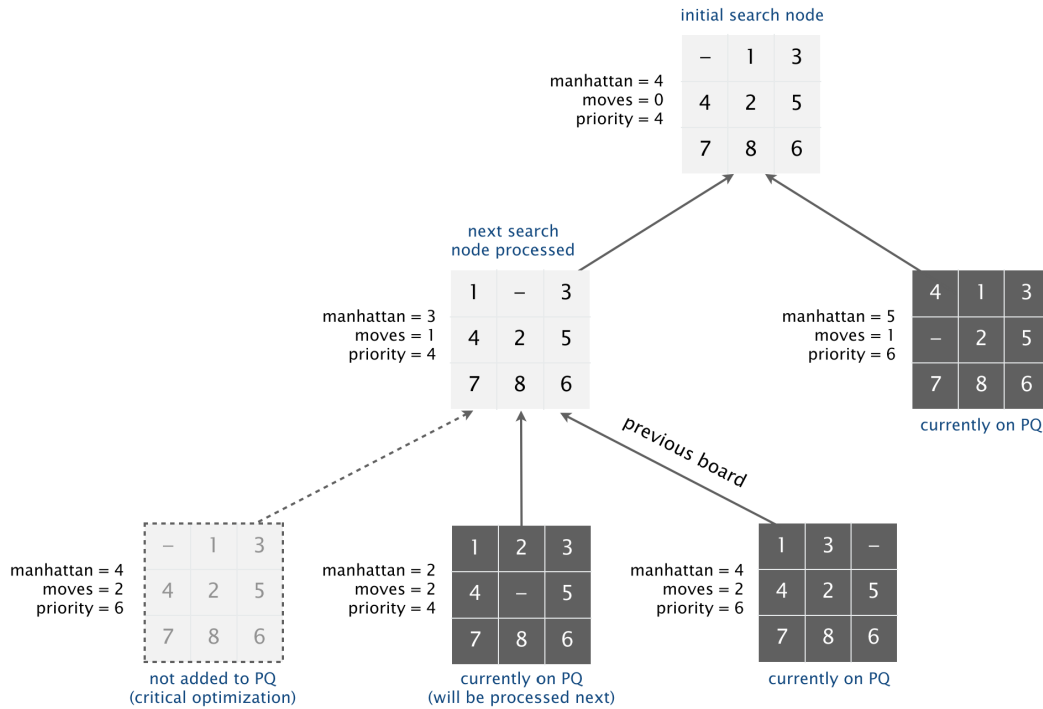 initial search node
– 1 3
manhattan = 4
moves = 0
priority = 4
4 2 5
7 8 6
next search
node processed
1 – 3
manhattan = 3
moves = 1
priority = 4
4 2 5
7 8 6
4 1 3
manhattan = 5
moves = 1
priority = 6
– 2 5
7 8 6
currently on PQ
previous board
– 1 3
manhattan = 4
moves = 2
priority = 6
4 2 5
7 8 6
not added to PQ
(critical optimization)
1 2 3
manhattan = 2
moves = 2
priority = 4
4 – 5
7 8 6
currently on PQ
(will be processed next)
1 3 –
manhattan = 4
moves = 2
priority = 6
4 2 5
7 8 6
currently on PQ